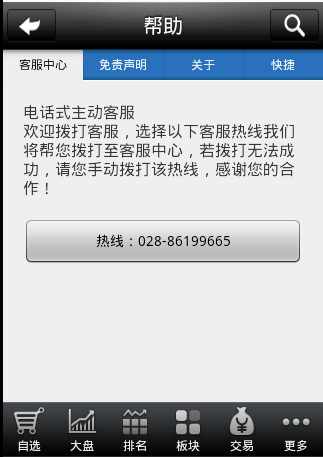 帮助
客服中心 免责声明 关于 快捷
电话式主动客服
欢迎拨打客服，选择以下客服热线我们
将帮您拨打至客服中心，若拨打无法成
功，请您手动拨打该热线，感谢您的合
作！
热线：028-86199665
自选 大盘 排名 板块 交易 更多